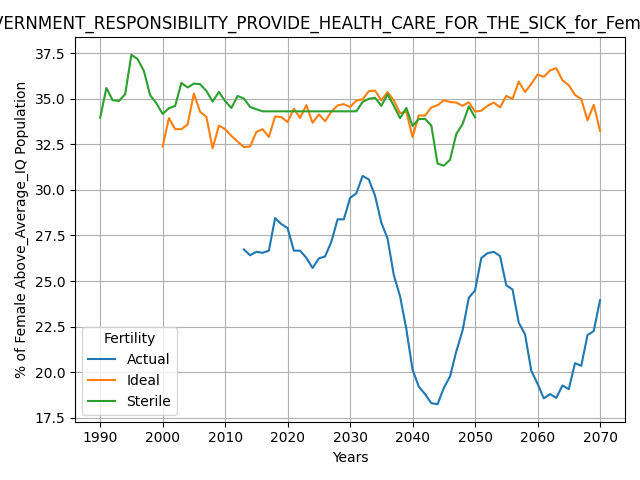 VERNMENT_RESPONSIBILITY_PROVIDE_HEALTH_CARE_FOR_THE_SICK_for_Fem
37.5
35.0
32.5
30.0
27.5
25.0
22.5
20.0
17.5
% of Female Above_Average_IQ Population
Fertility
Actual
Ideal
Sterile
1990 2000 2010 2020 2030 2040 2050 2060 2070
Years